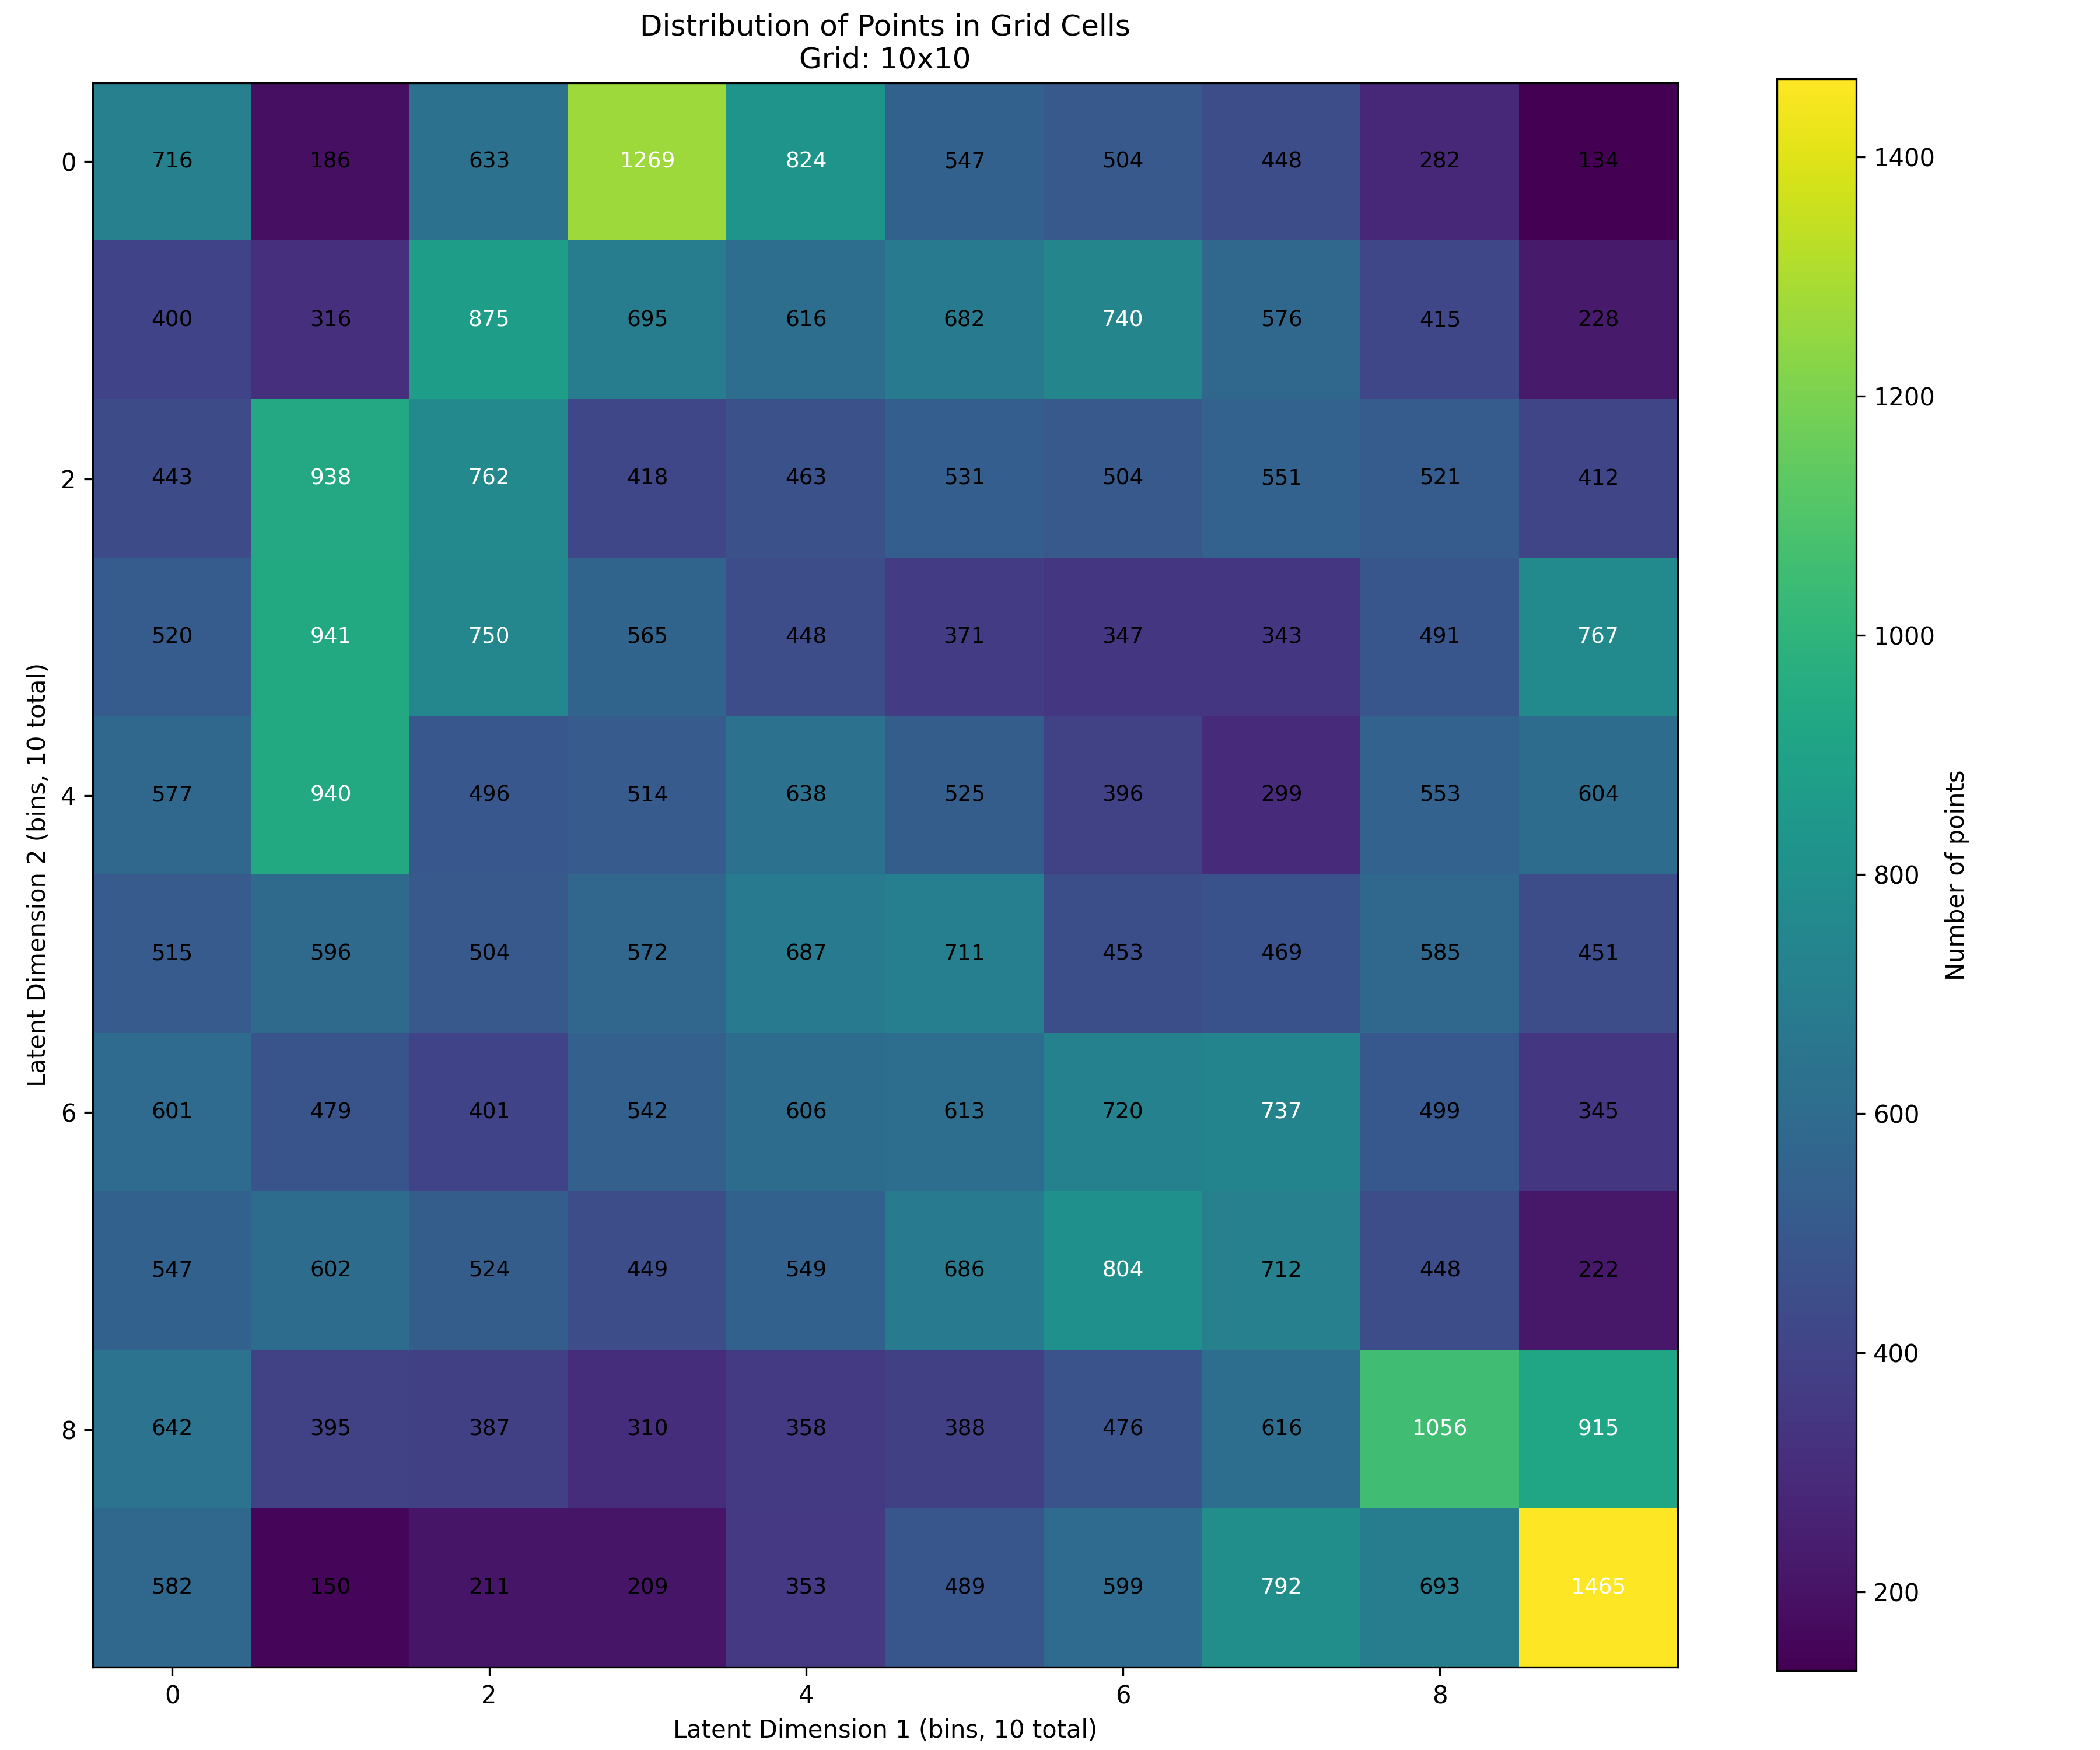 Distribution of Points in Grid Cells
Grid: 10x10
0 716 186 633 1269 824 547 504 448 282 134
400 316 875 695 616 682 740 576 415 228
2 443 938 762 418 463 531 504 551 521 412
520 941 750 565 448 371 347 343 491 767
4 577 940 496 514 638 525 396 299 553 604
515 596 504 572 687 711 453 469 585 451
6 601 479 401 542 606 613 720 737 499 345
547 602 524 449 549 686 804 712 448 222
8 642 395 387 310 358 388 476 616 1056 915
582 150 211 209 353 489 599 792 693 1465
0 2 4 6 8
Latent Dimension 1 (bins, 10 total)
Latent Dimension 2 (bins, 10 total)
1400
1200
1000
800
600
400
200
Number of points